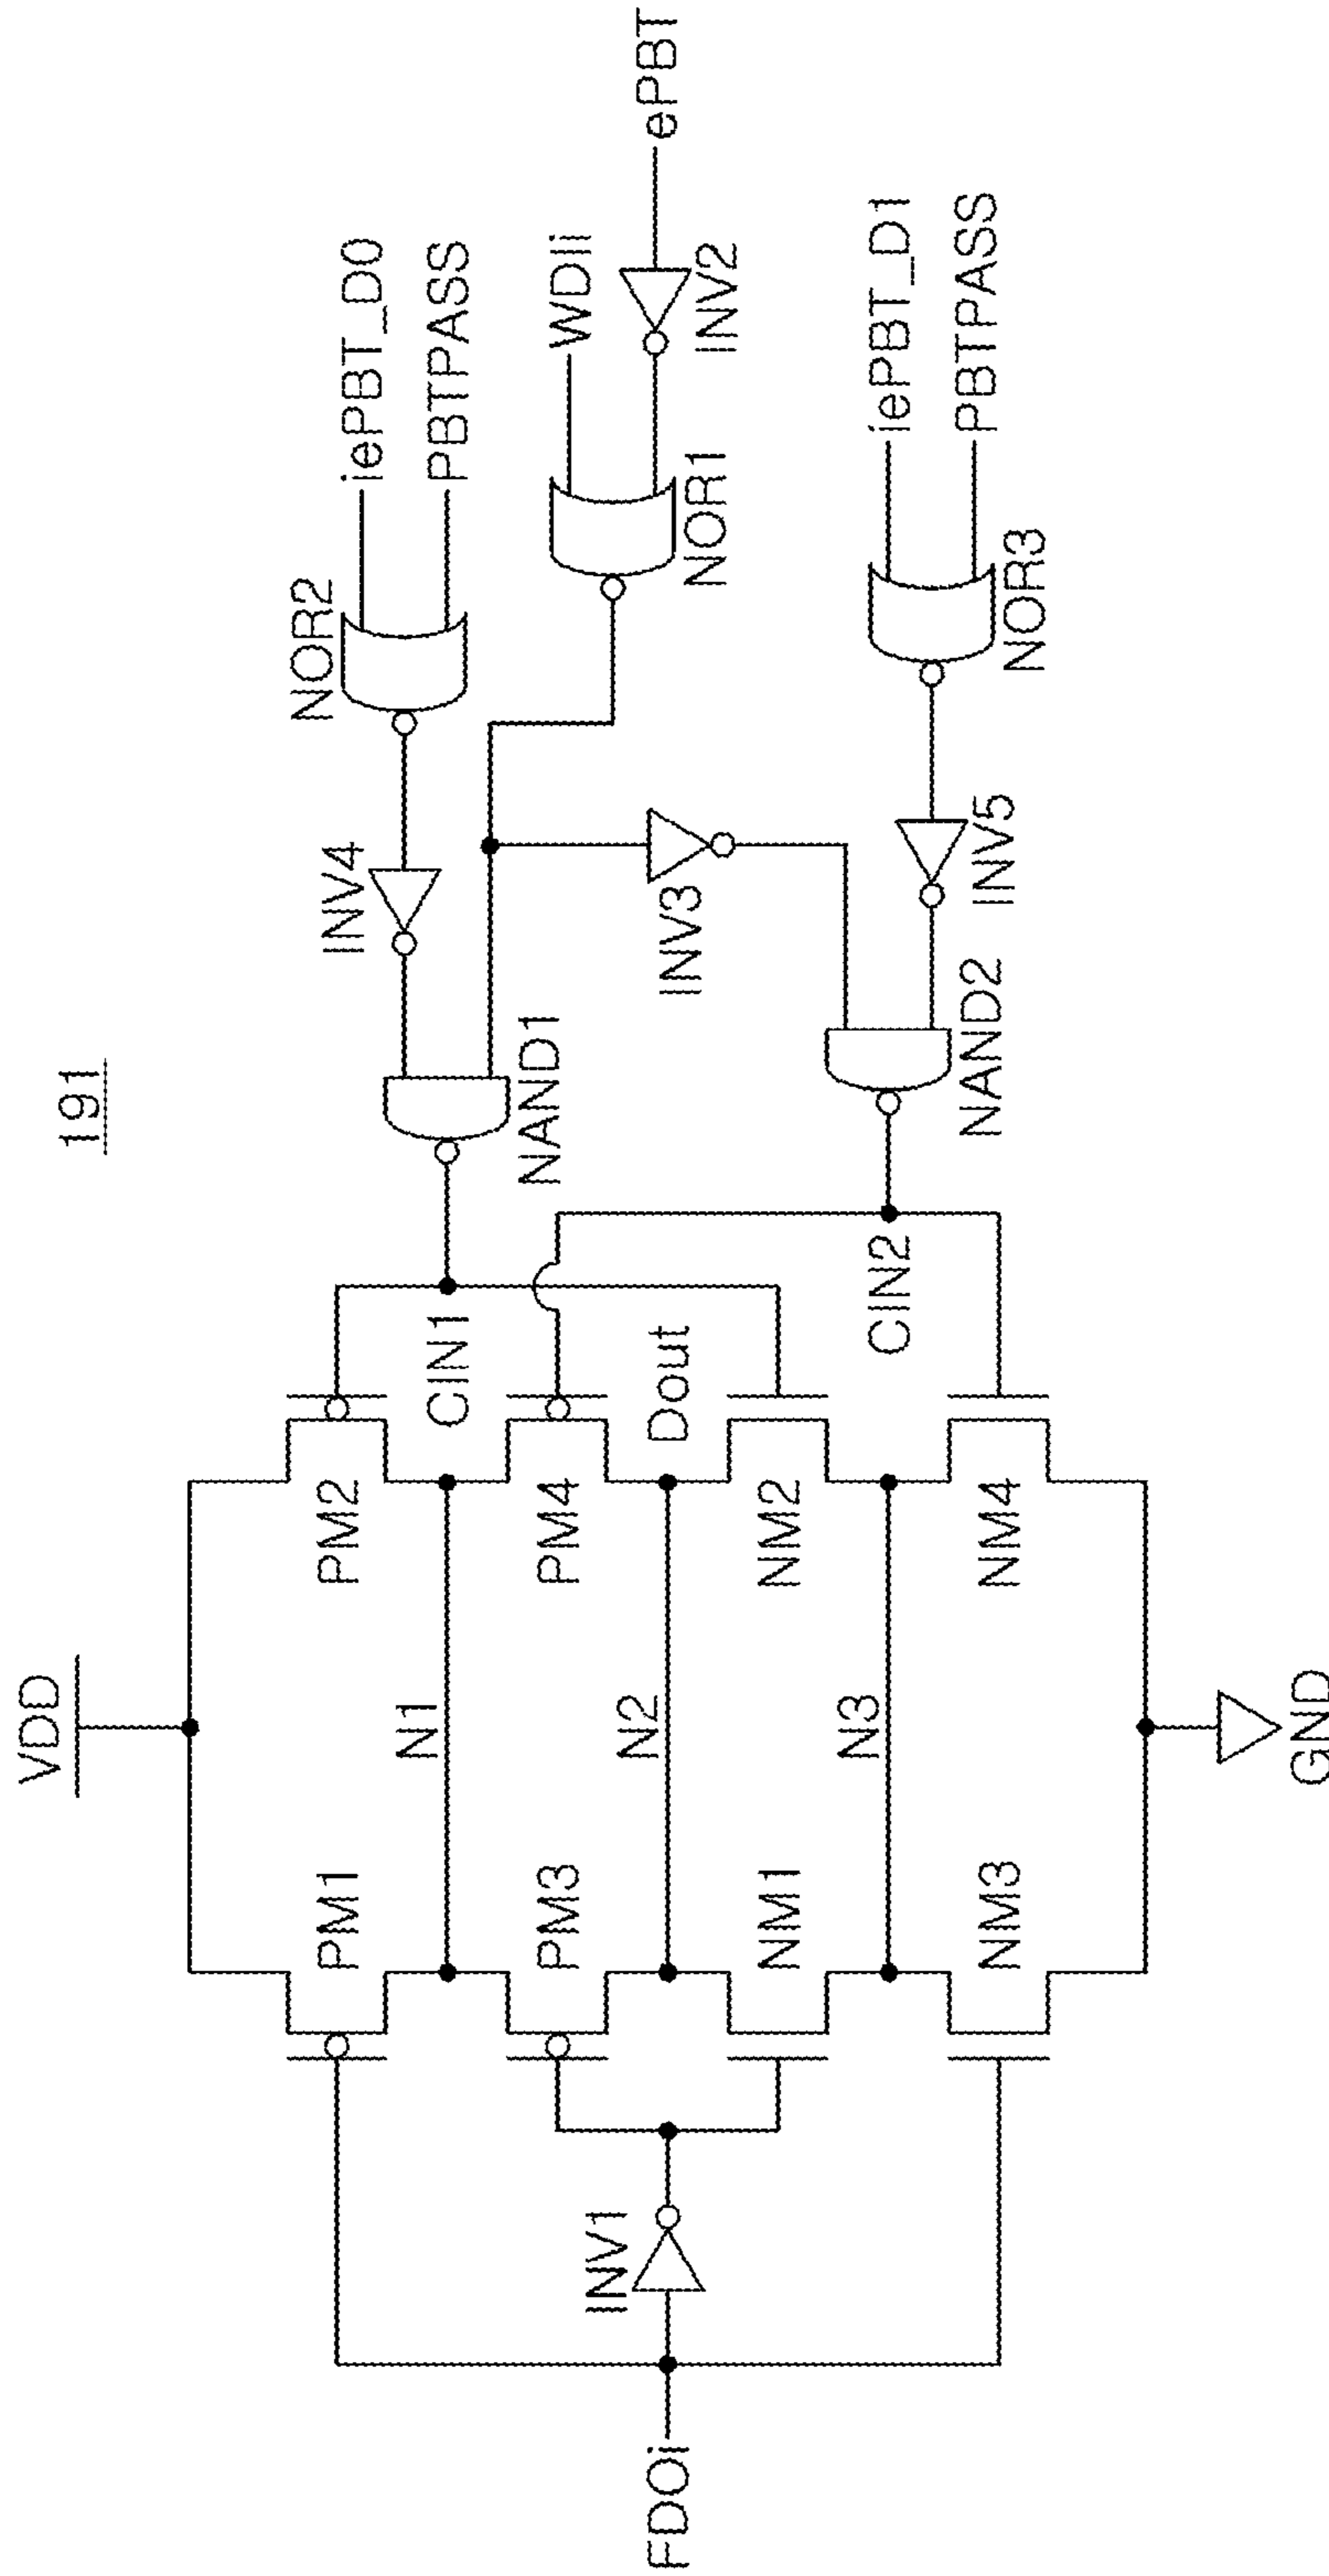 191
VDD
PM1
PM2
N1
CIN1
PM3
PM4
N2
Dout
FDOi
INV1
NM1
NM2
N3
CIN2
NM3
NM4
GND
NAND1
INV4
NOR2
iePBT_D0
PBTPASS
INV3
NOR1
WDIi
INV2
ePBT
NAND2
INV5
NOR3
iePBT_D1
PBTPASS